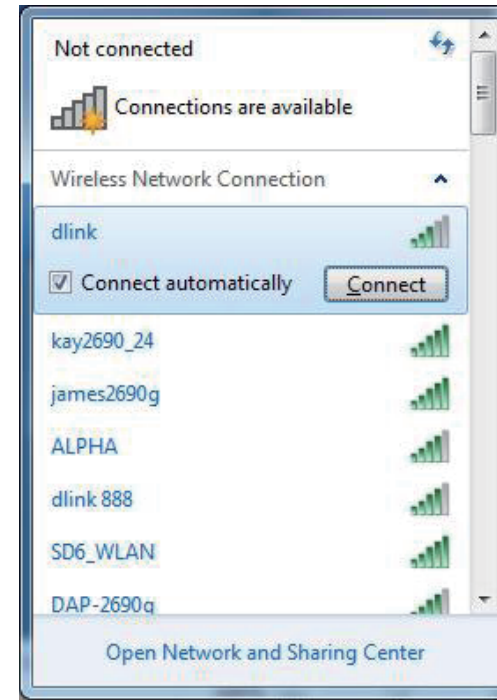 Not connected
Connections are available
Wireless Network Connection
dlink
Connect automatically Connect
kay2690_24
james2690g
ALPHA
dlink 888
SD6_WLAN
DAP-2690g
Open Network and Sharing Center